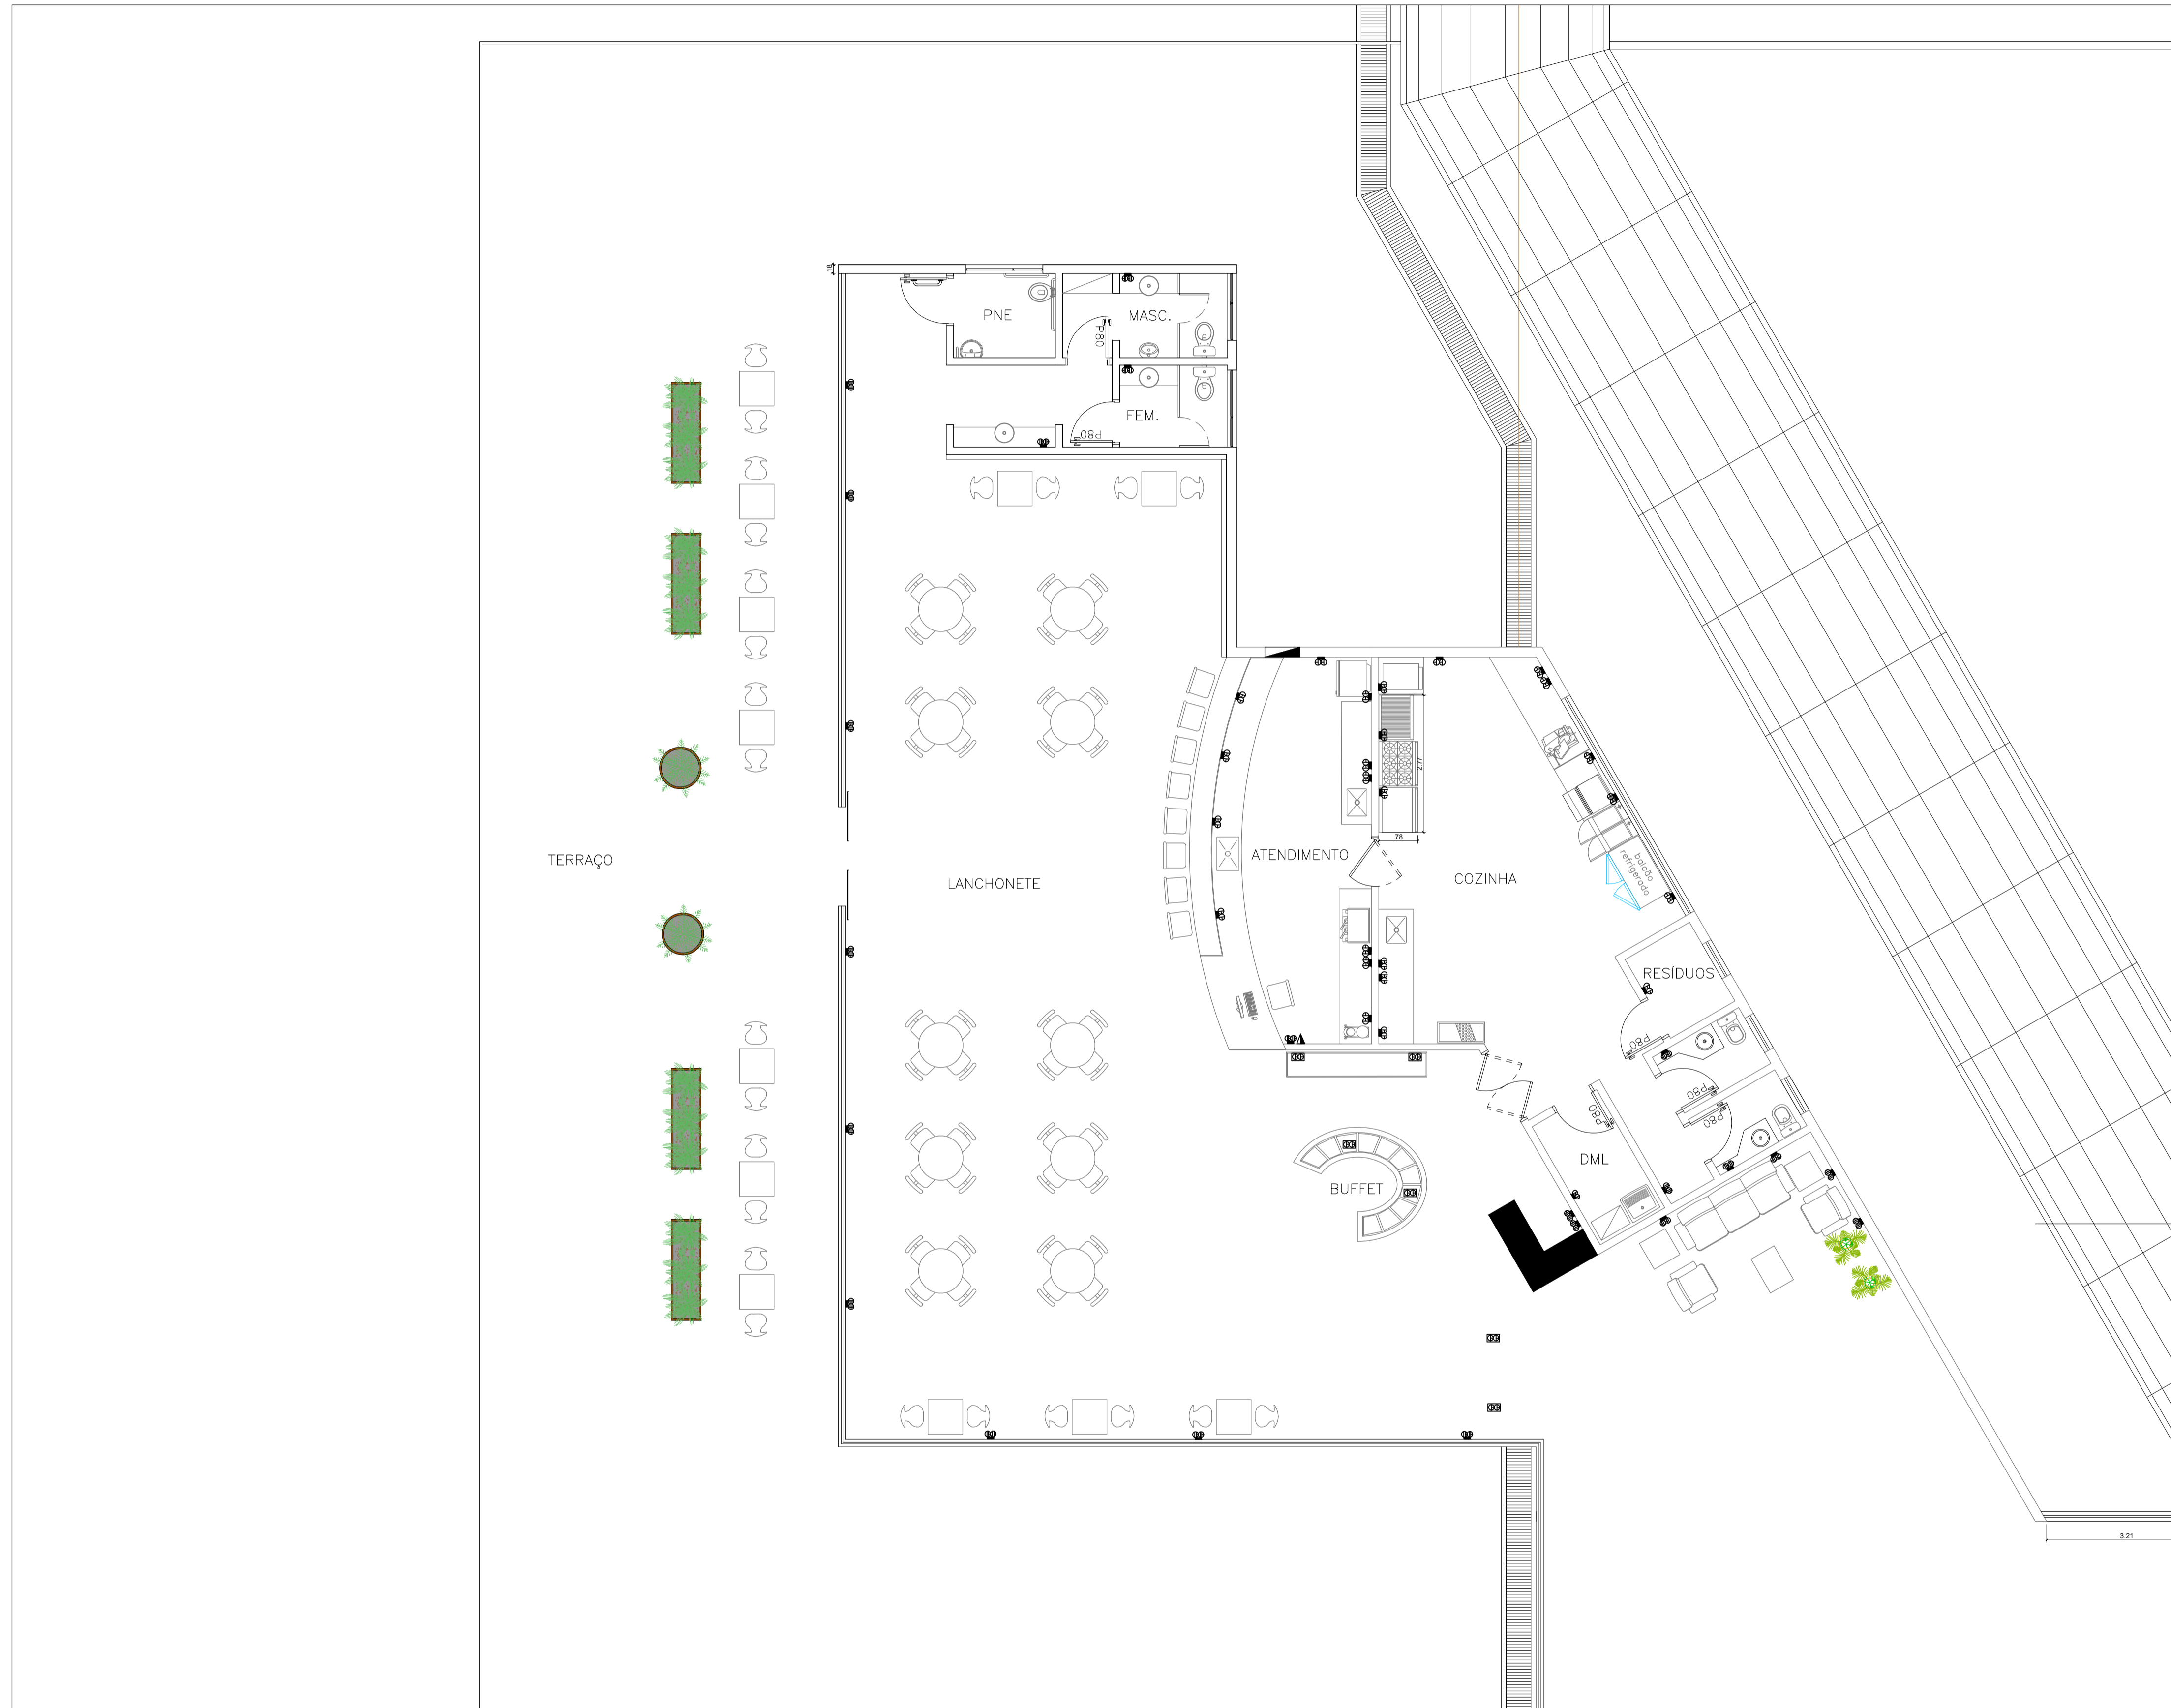 .18
PNE
MASC.
P80
FEM.
P80
2.77
.78
ATENDIMENTO
TERRAÇO
COZINHA
LANCHONETE
balcão
refrigerado
RESÍDUOS
P80
P80
P80
P80
DML
BUFFET
3.21